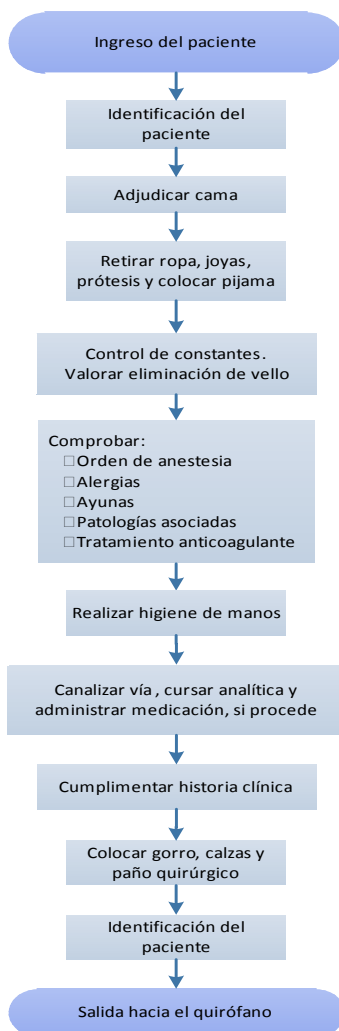 Ingreso del paciente
Identificación del
paciente
Adjudicar cama
Retirar ropa, joyas,
prótesis y colocar pijama
Control de constantes.
Valorar eliminación de vello
Comprobar:
□Orden de anestesia
□Alergias
□Ayunas
□Patologías asociadas
□Tratamiento anticoagulante
Realizar higiene de manos
Canalizar vía , cursar analítica y
administrar medicación, si procede
Cumplimentar historia clínica
Colocar gorro, calzas y
paño quirúrgico
Identificación del
paciente
Salida hacia el quirófano